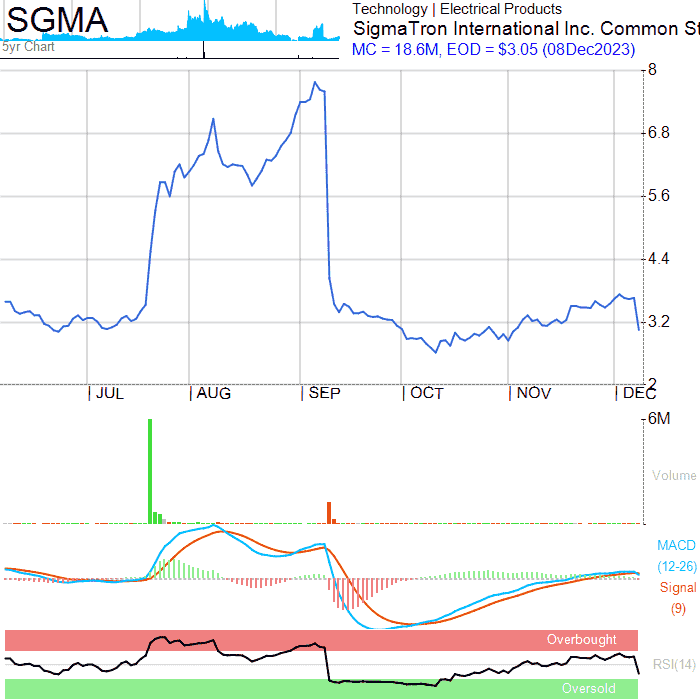 SGMA
5yr Chart
Technology | Electrical Products
SigmaTron International Inc. Common St
MC = 18.6M, EOD = $3.05 (08Dec2023)
8
6.8
5.6
4.4
3.2
2
JUL AUG SEP OCT NOV DEC
6M
Volume
MACD
(12-26)
Signal
(9)
Overbought
RSI(14)
Oversold